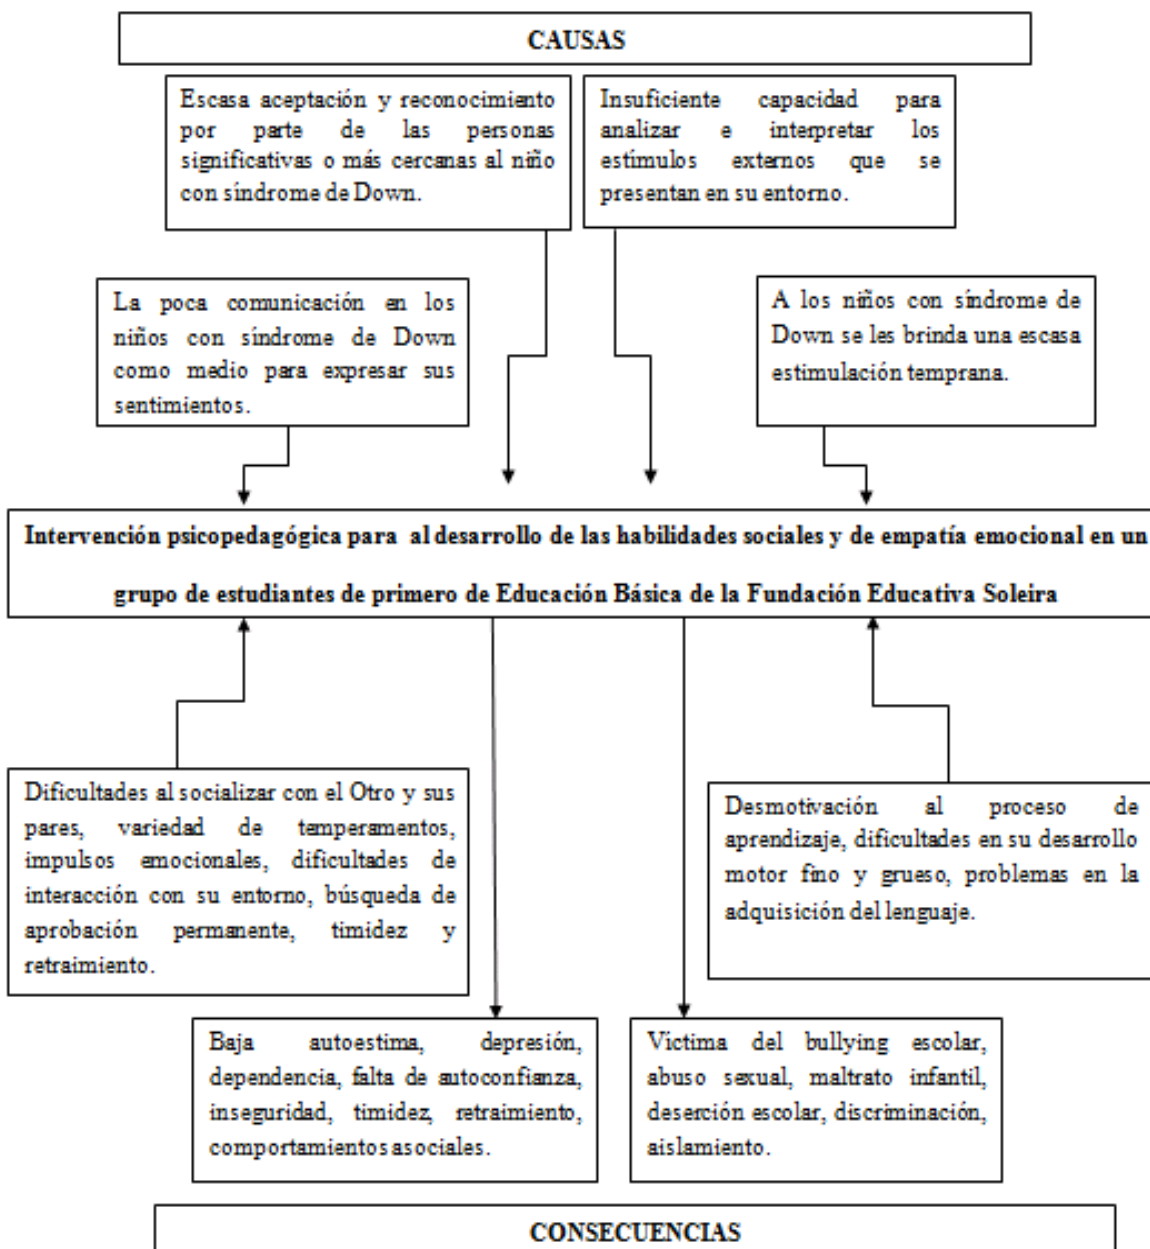 CAUSAS
Escasa aceptación y reconocimiento
por parte de las personas
significativas o más cercanas al niño
con síndrome de Down.
Insuficiente capacidad para
analizar e interpretar los
estímulos externos que se
presentan en su entorno.
La poca comunicación en los
niños con síndrome de Down
como medio para expresar sus
sentimientos.
A los niños con síndrome de
Down se les brinda una escasa
estimulación temprana.
Intervención psicopedagógica para al desarrollo de las habilidades sociales y de empatía emocional en un
grupo de estudiantes de primero de Educación Básica de la Fundación Educativa Soleira
Dificultades al socializar con el Otro y sus
pares, variedad de temperamentos,
impulsos emocionales, dificultades de
interacción con su entorno, búsqueda de
aprobación permanente, timidez y
retraimiento.
Desmotivación al proceso de
aprendizaje, dificultades en su desarrollo
motor fino y grueso, problemas en la
adquisición del lenguaje.
Baja autoestima, depresión,
dependencia, falta de autoconfianza,
inseguridad, timidez, retraimiento,
comportamientos asociales.
Víctima del bullying escolar,
abuso sexual, maltrato infantil,
deserción escolar, discriminación,
aislamiento.
CONSECUENCIAS